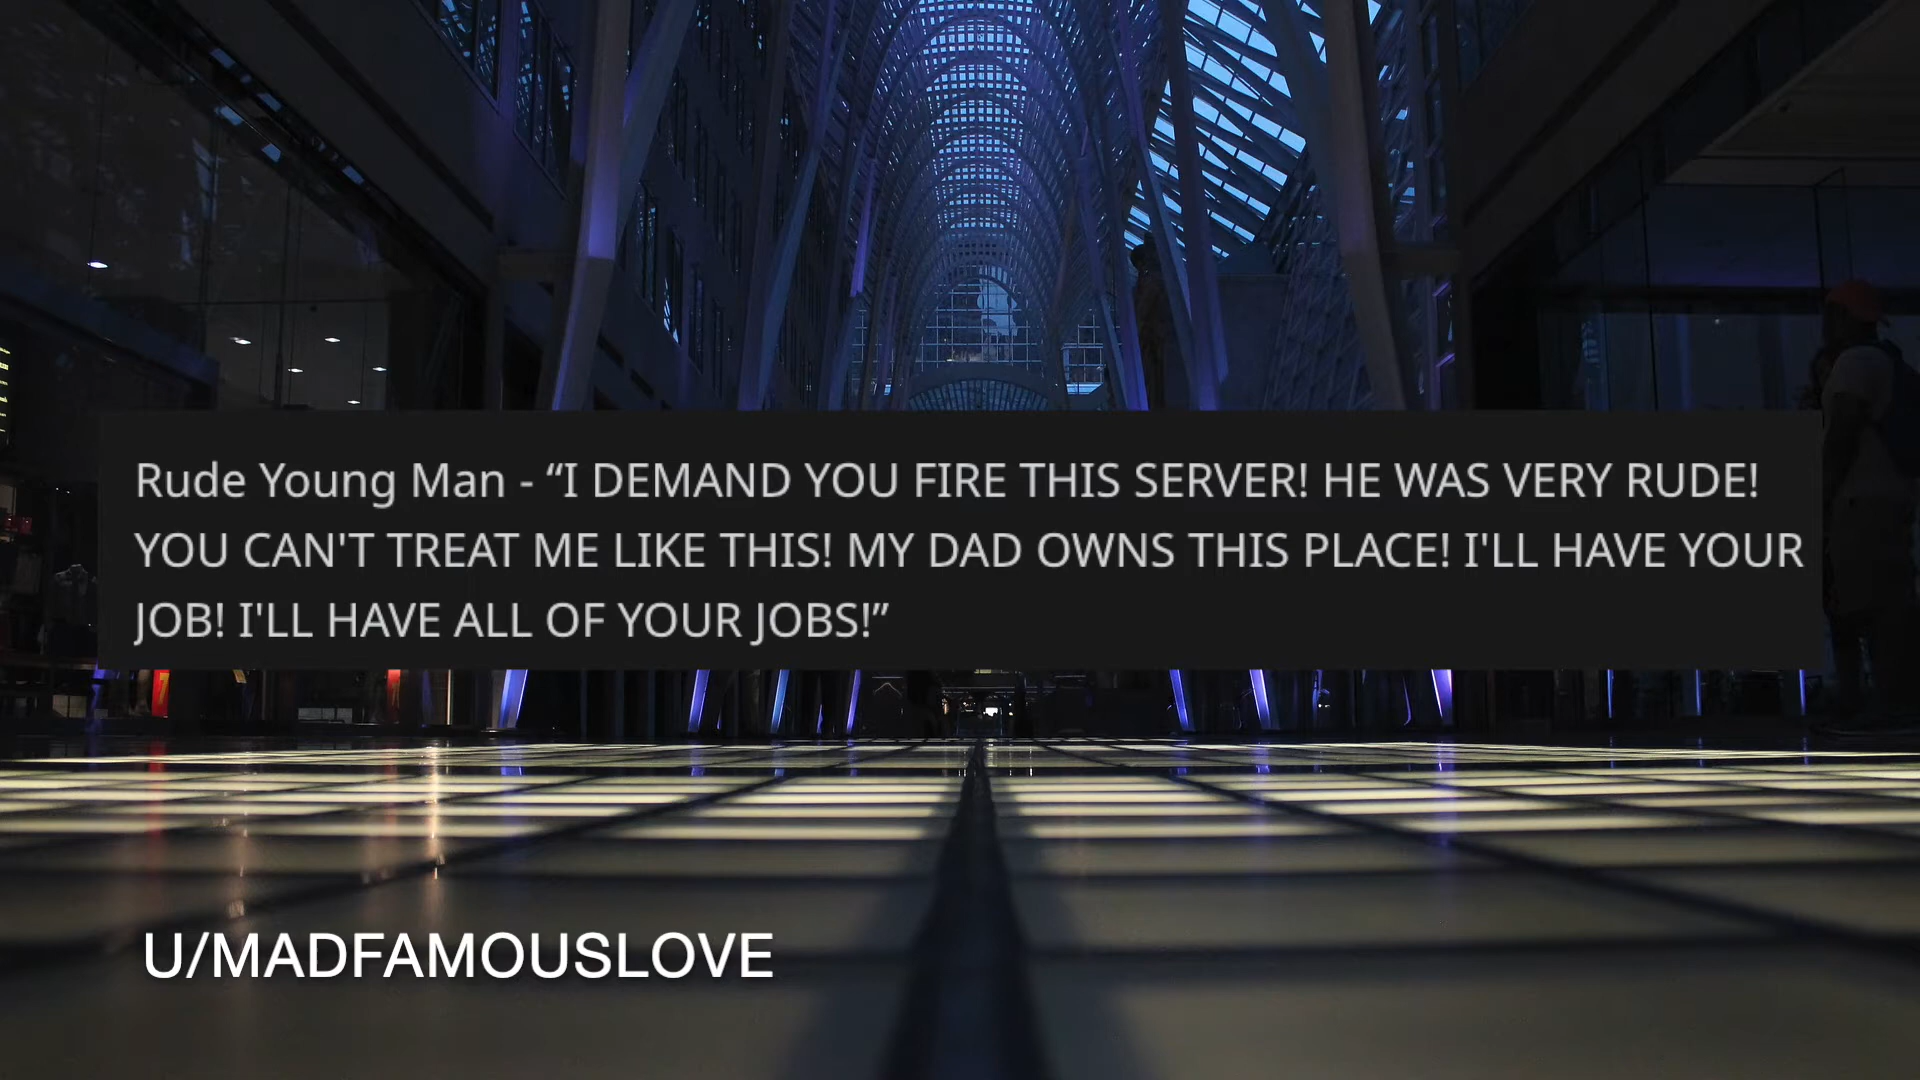 Rude Young Man - “I DEMAND YOU FIRE THIS SERVER! HE WAS VERY RUDE!
YOU CAN'T TREAT ME LIKE THIS! MY DAD OWNS THIS PLACE! I'LL HAVE YOUR
JOB! I'LL HAVE ALL OF YOUR JOBS!”
U/MADFAMOUSLOVE